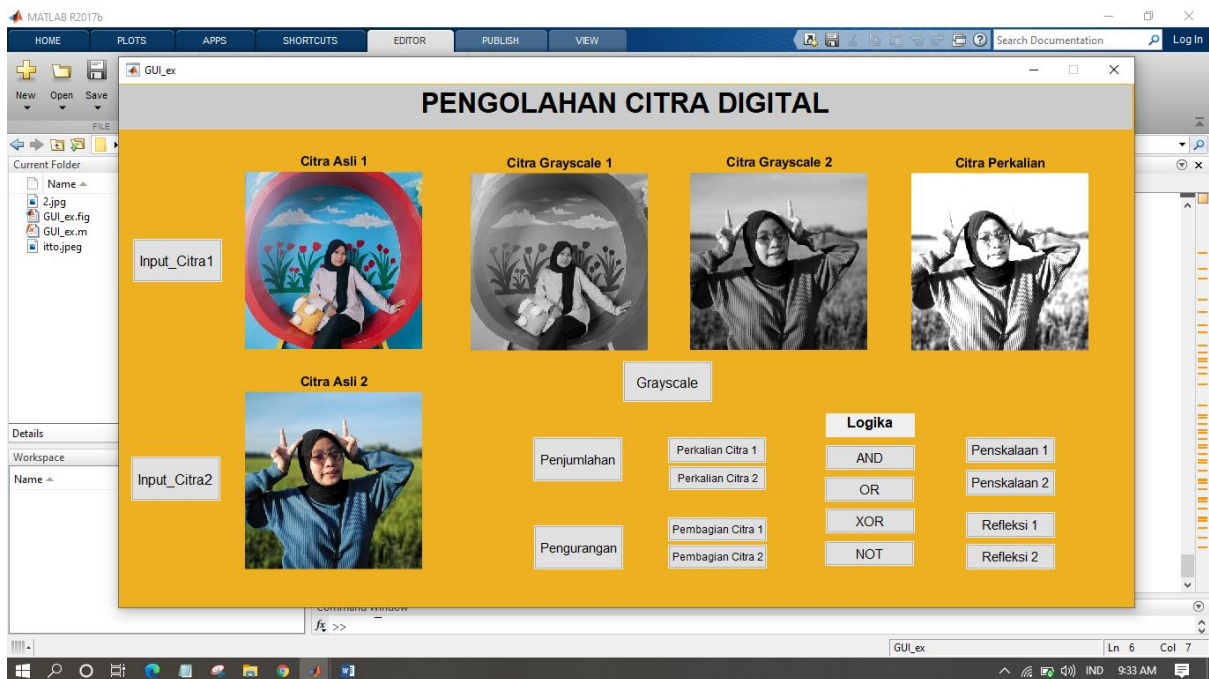 MATLAB R2017b
HOME PLOTS APPS SHORTCUTS EDITOR PUBLISH VIEW Search Documentation Log In
New Open Save
FILE
GUI_ex
PENGOLAHAN CITRA DIGITAL
Current Folder
Name
2.jpg
GUI_ex.fig
GUI_ex.m
itto.jpeg
Details
Workspace
Name
Citra Asli 1 Citra Grayscale 1 Citra Grayscale 2 Citra Perkalian
Input_Citra1
Grayscale
Citra Asli 2
Input_Citra2
Penjumlahan
Pengurangan
Perkalian Citra 1
Perkalian Citra 2
Pembagian Citra 1
Pembagian Citra 2
Logika
AND
OR
XOR
NOT
Penskalaan 1
Penskalaan 2
Refleksi 1
Refleksi 2
Command Window
fx >>
GUI_ex Ln 6 Col 7
IND 9:33 AM